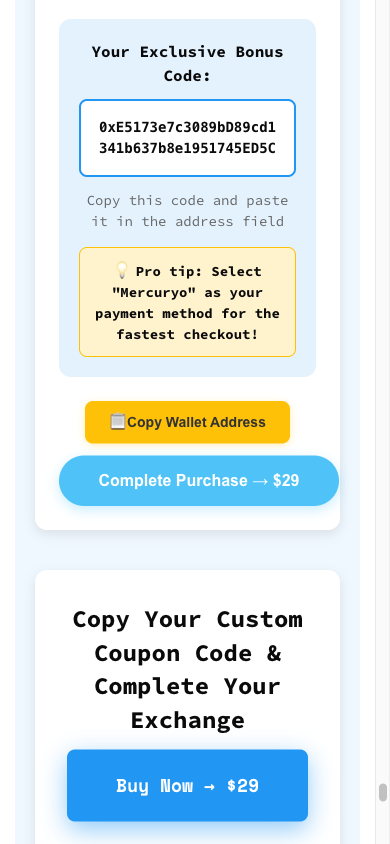 Your Exclusive Bonus
Code:
0xE5173e7c3089bD89cd1
341b637b8e1951745ED5C
Copy this code and paste
it in the address field
💡 Pro tip: Select
"Mercuryo" as your
payment method for the
fastest checkout!
📋Copy Wallet Address
Complete Purchase → $29
Copy Your Custom
Coupon Code &
Complete Your
Exchange
Buy Now → $29